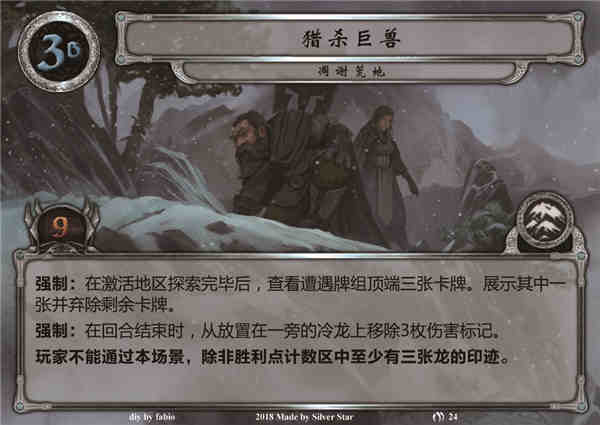 3B
猎杀巨兽
凋谢荒地
9
强制：在激活地区探索完毕后，查看遭遇牌组顶端三张卡牌。展示其中一
张并弃除剩余卡牌。
强制：在回合结束时，从放置在一旁的冷龙上移除3枚伤害标记。
玩家不能通过本场景，除非胜利点计数区中至少有三张龙的印迹。
diy by fabio
2018 Made by Silver Star
24